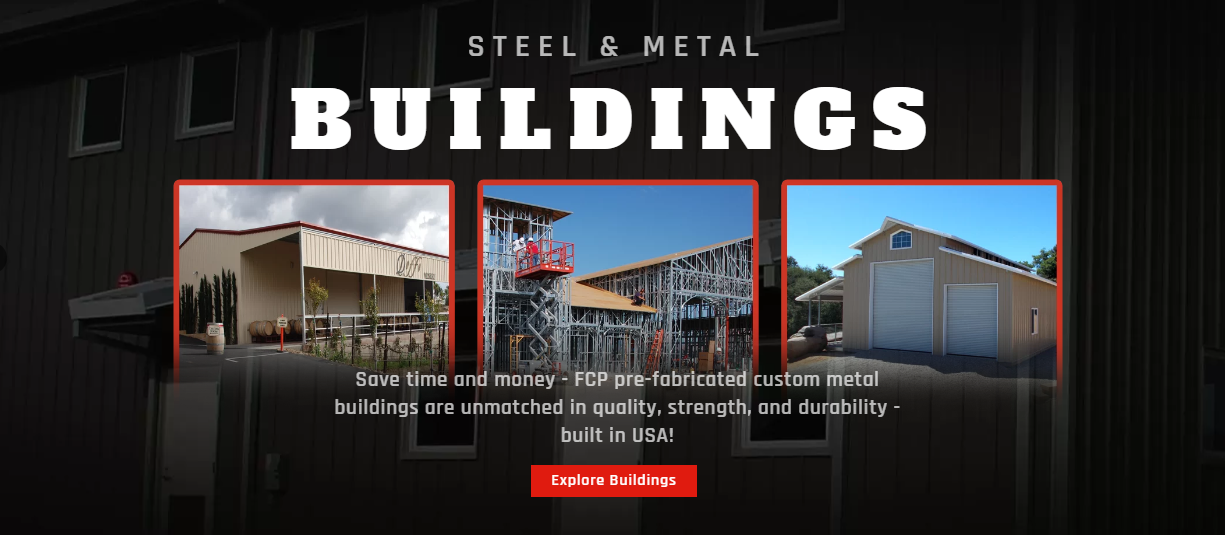 STEEL & METAL
BUILDINGS
Save time and money - FCP pre-fabricated custom metal
buildings are unmatched in quality, strength, and durability -
built in USA!
Explore Buildings